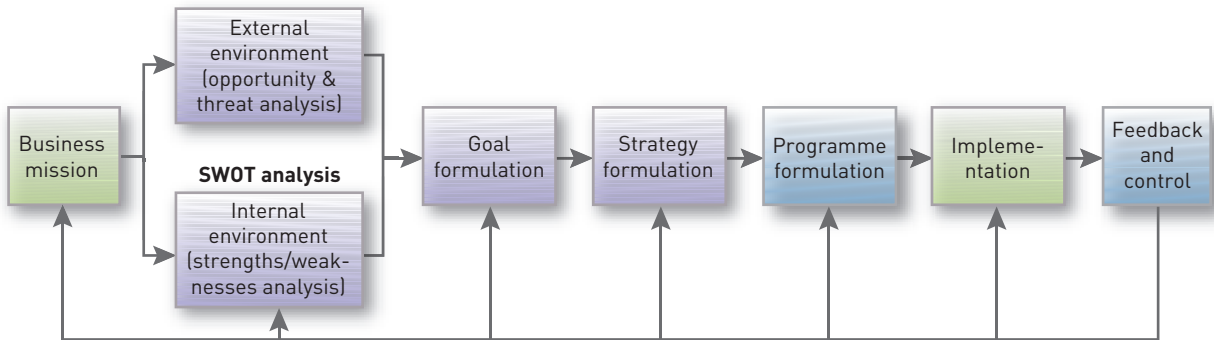 Business
mission
External
environment
(opportunity &
threat analysis)
SWOT analysis
Internal
environment
(strengths/weak-
nesses analysis)
Goal
formulation
Strategy
formulation
Programme
formulation
Impleme-
ntation
Feedback
and
control